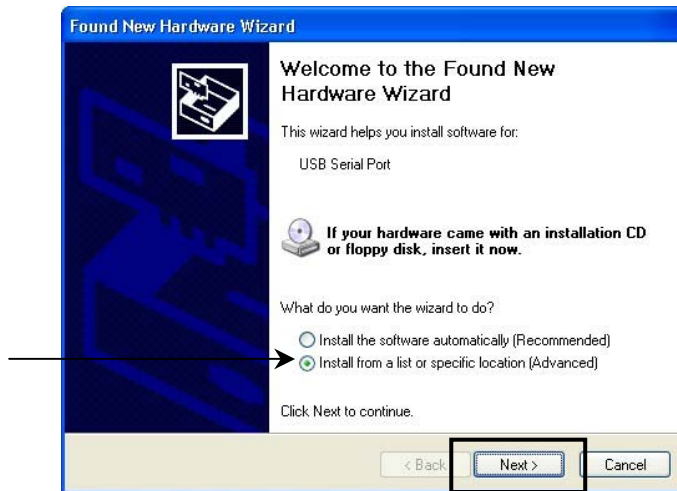 Found New Hardware Wizard
Welcome to the Found New
Hardware Wizard
This wizard helps you install software for:
USB Serial Port
If your hardware came with an installation CD
or floppy disk, insert it now.
What do you want the wizard to do?
Install the software automatically (Recommended)
Install from a list or specific location (Advanced)
Click Next to continue.
< Back
Next >
Cancel